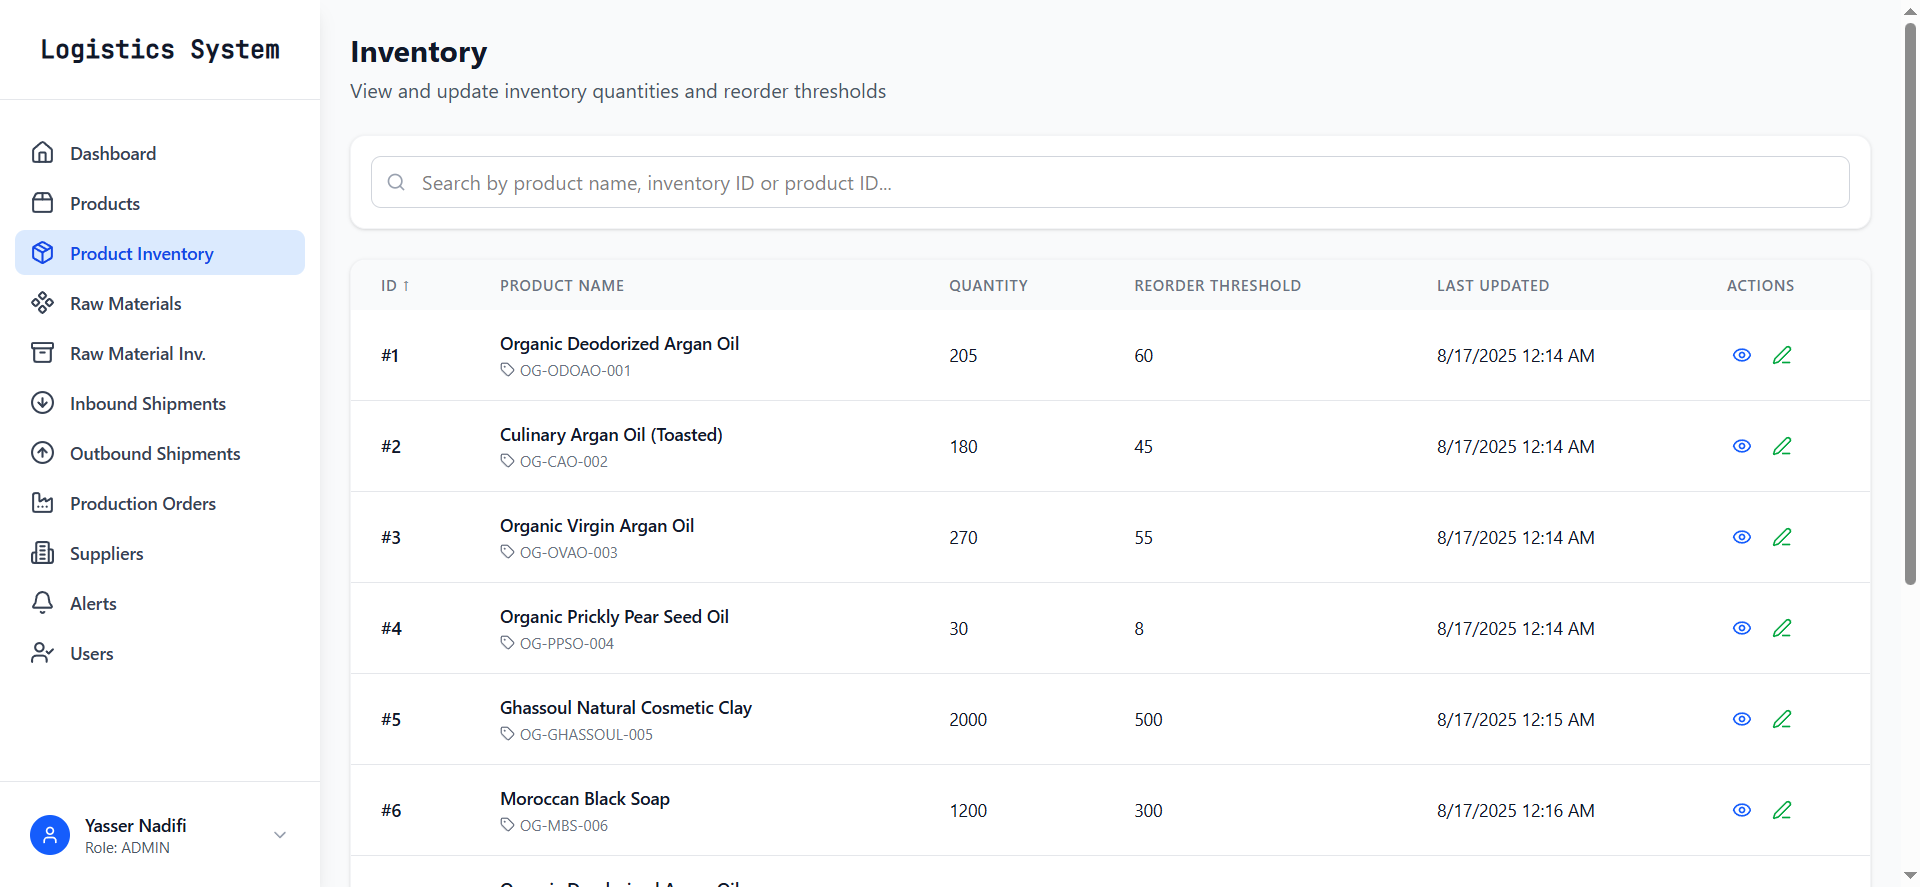 Logistics System
Dashboard
Products
Product Inventory
Raw Materials
Raw Material Inv.
Inbound Shipments
Outbound Shipments
Production Orders
Suppliers
Alerts
Users
Yasser Nadifi
Role: ADMIN
Inventory
View and update inventory quantities and reorder thresholds
Search by product name, inventory ID or product ID...
ID ↑ PRODUCT NAME QUANTITY REORDER THRESHOLD LAST UPDATED ACTIONS
#1 Organic Deodorized Argan Oil 205 60 8/17/2025 12:14 AM
OG-ODOAO-001
#2 Culinary Argan Oil (Toasted) 180 45 8/17/2025 12:14 AM
OG-CAO-002
#3 Organic Virgin Argan Oil 270 55 8/17/2025 12:14 AM
OG-OVAO-003
#4 Organic Prickly Pear Seed Oil 30 8 8/17/2025 12:14 AM
OG-PPSO-004
#5 Ghassoul Natural Cosmetic Clay 2000 500 8/17/2025 12:15 AM
OG-GHASSOUL-005
#6 Moroccan Black Soap 1200 300 8/17/2025 12:16 AM
OG-MBS-006